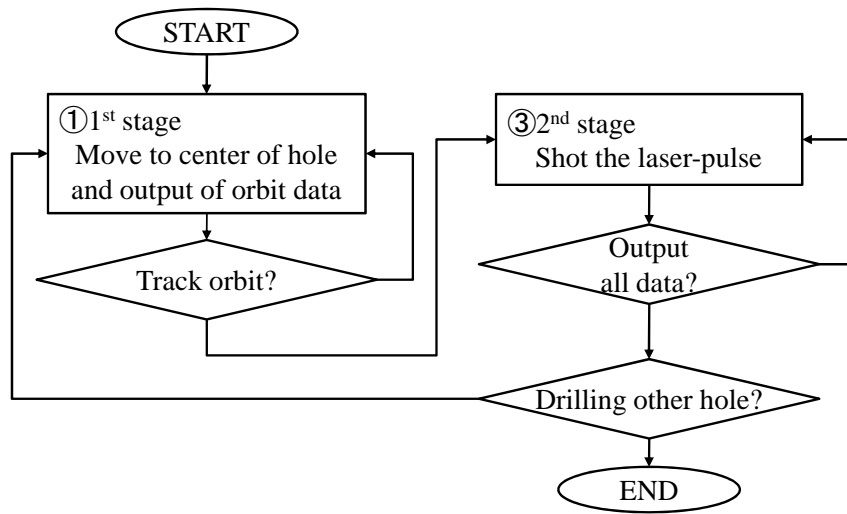 START
①1st stage
Move to center of hole
and output of orbit data
Track orbit?
③2nd stage
Shot the laser-pulse
Output
all data?
Drilling other hole?
END